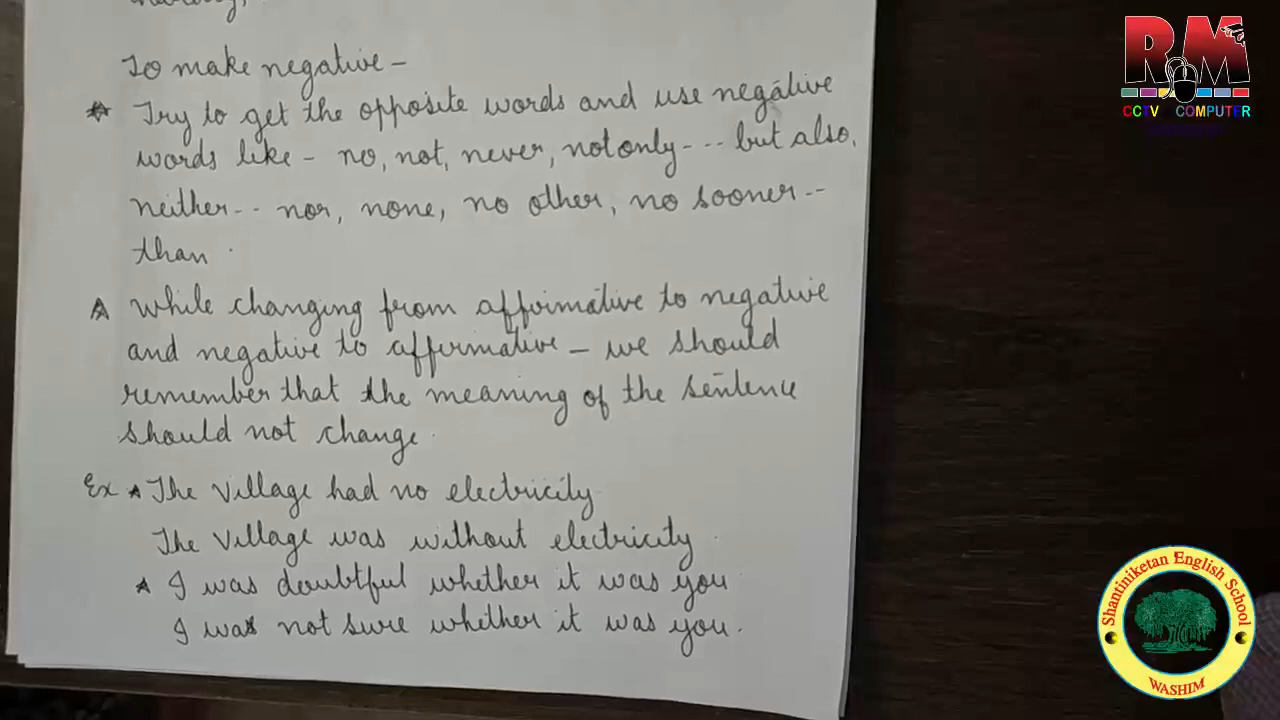 To make negative -
* Try to get the opposite words and use negative
words like - no, not, never, not only --- but also,
neither -- nor, none, no other, no sooner --
than .
* While changing from affirmative to negative
and negative to affirmative - we should
remember that the meaning of the sentence
should not change .
Ex * The Village had no electricity
The Village was without electricity .
* I was doubtful whether it was you
I was not sure whether it was you .
RM
CCTV COMPUTER
Shantiniketan English School
WASHIM